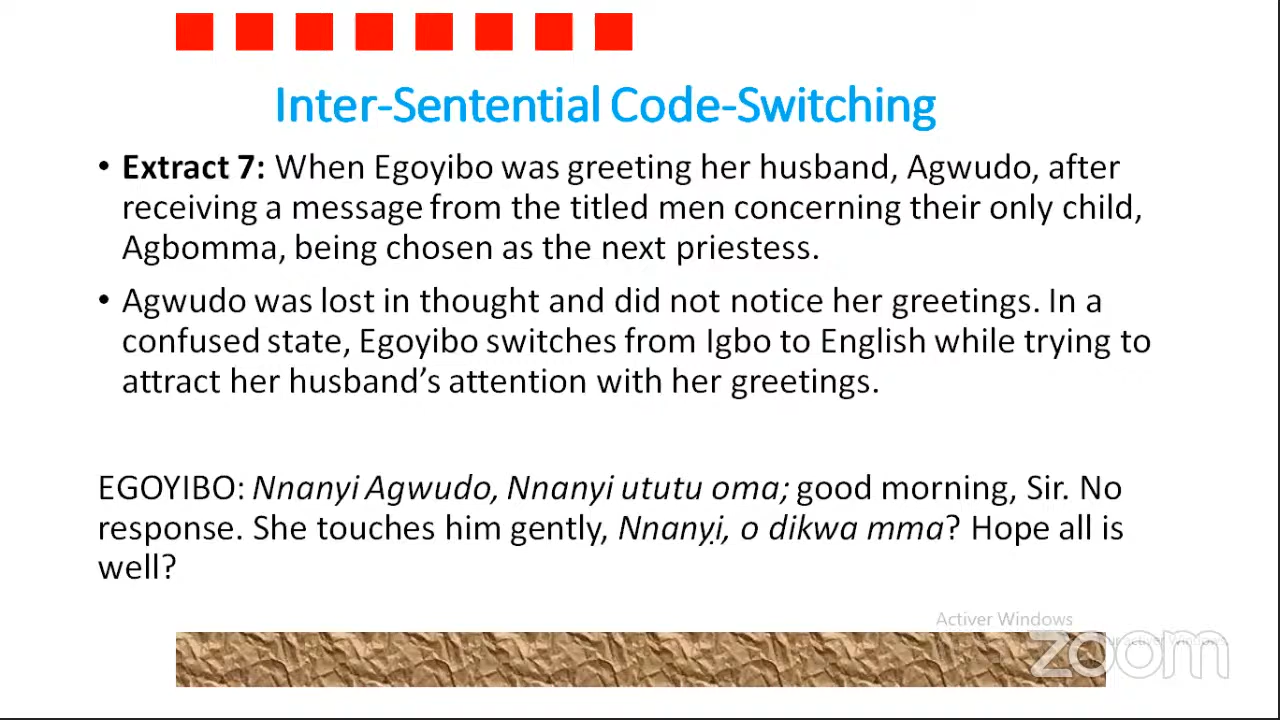 Inter-Sentential Code-Switching
• Extract 7: When Egoyibo was greeting her husband, Agwudo, after
receiving a message from the titled men concerning their only child,
Agbomma, being chosen as the next priestess.
• Agwudo was lost in thought and did not notice her greetings. In a
confused state, Egoyibo switches from Igbo to English while trying to
attract her husband’s attention with her greetings.
EGOYIBO: Nnanyi Agwudo, Nnanyi ututu oma; good morning, Sir. No
response. She touches him gently, Nnanyị, o dikwa mma? Hope all is
well?
Activer Windows
zoom